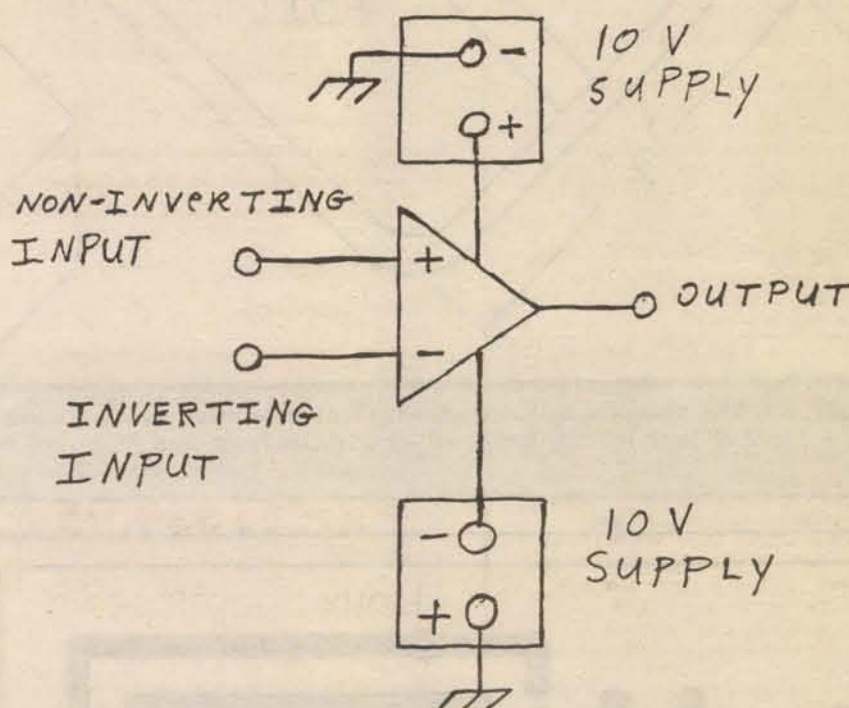 10 V
SUPPLY
-
+
NON-INVERTING
INPUT
+
-
OUTPUT
INVERTING
INPUT
10 V
SUPPLY
-
+